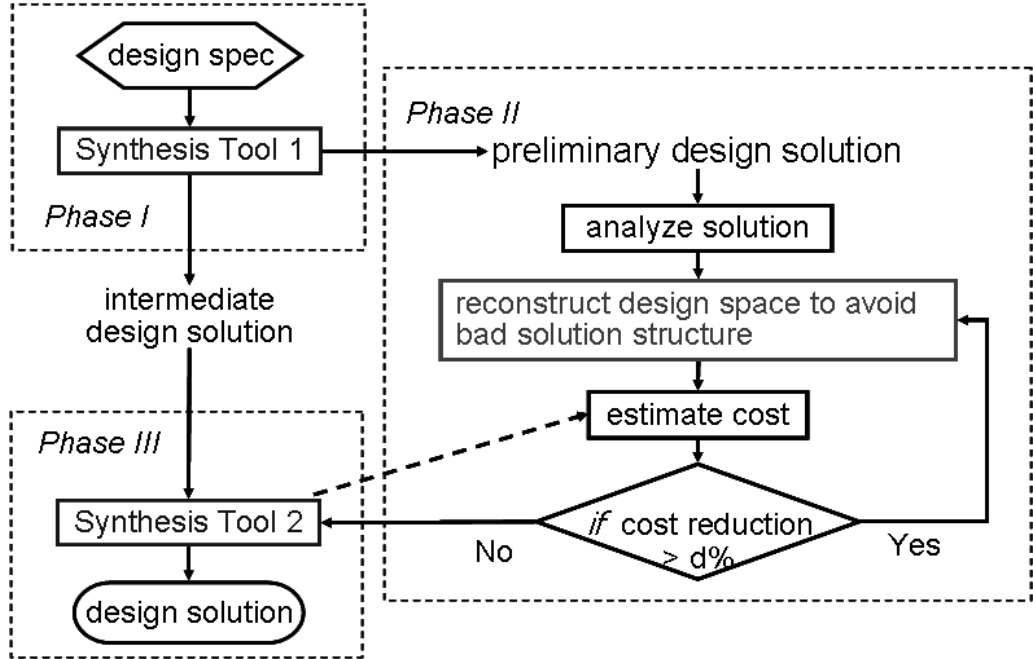 design spec
Synthesis Tool 1
Phase I
intermediate
design solution
Phase II
preliminary design solution
analyze solution
reconstruct design space to avoid
bad solution structure
estimate cost
if cost reduction
> d%
No
Yes
Phase III
Synthesis Tool 2
design solution